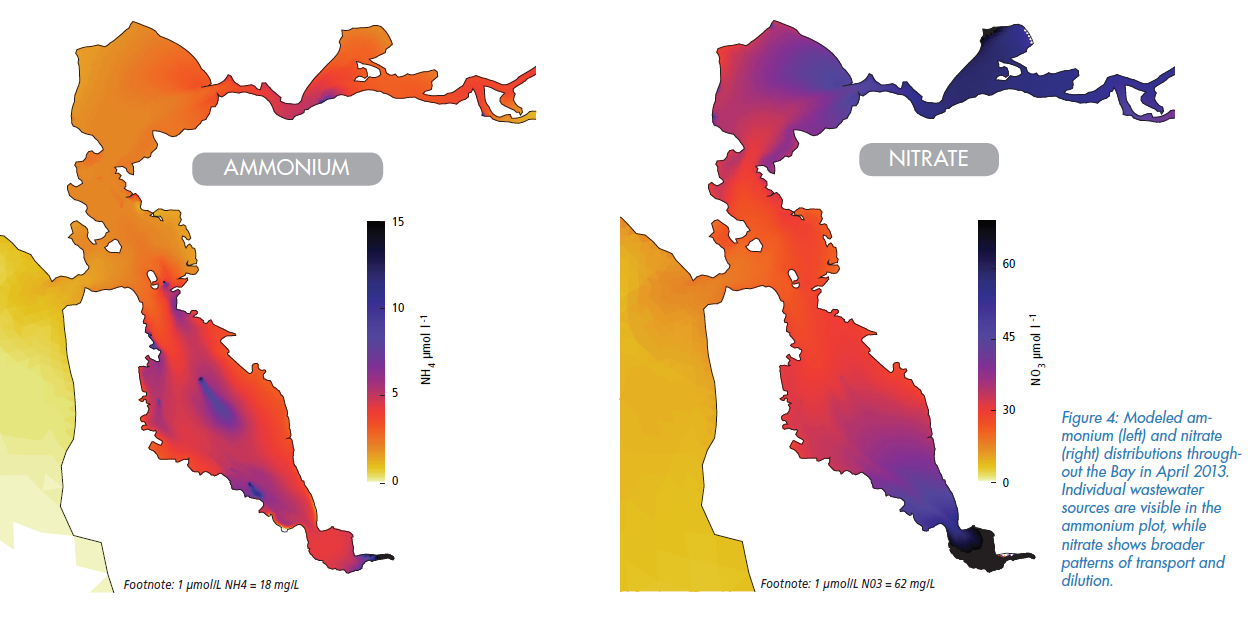 AMMONIUM
15
10
5
0
NH4 µmol l-1
Footnote: 1 µmol/L NH4 = 18 mg/L
NITRATE
60
45
30
0
NO3 µmol l-1
Footnote: 1 µmol/L N03 = 62 mg/L
Figure 4: Modeled am-
monium (left) and nitrate
(right) distributions through-
out the Bay in April 2013.
Individual wastewater
sources are visible in the
ammonium plot, while
nitrate shows broader
patterns of transport and
dilution.